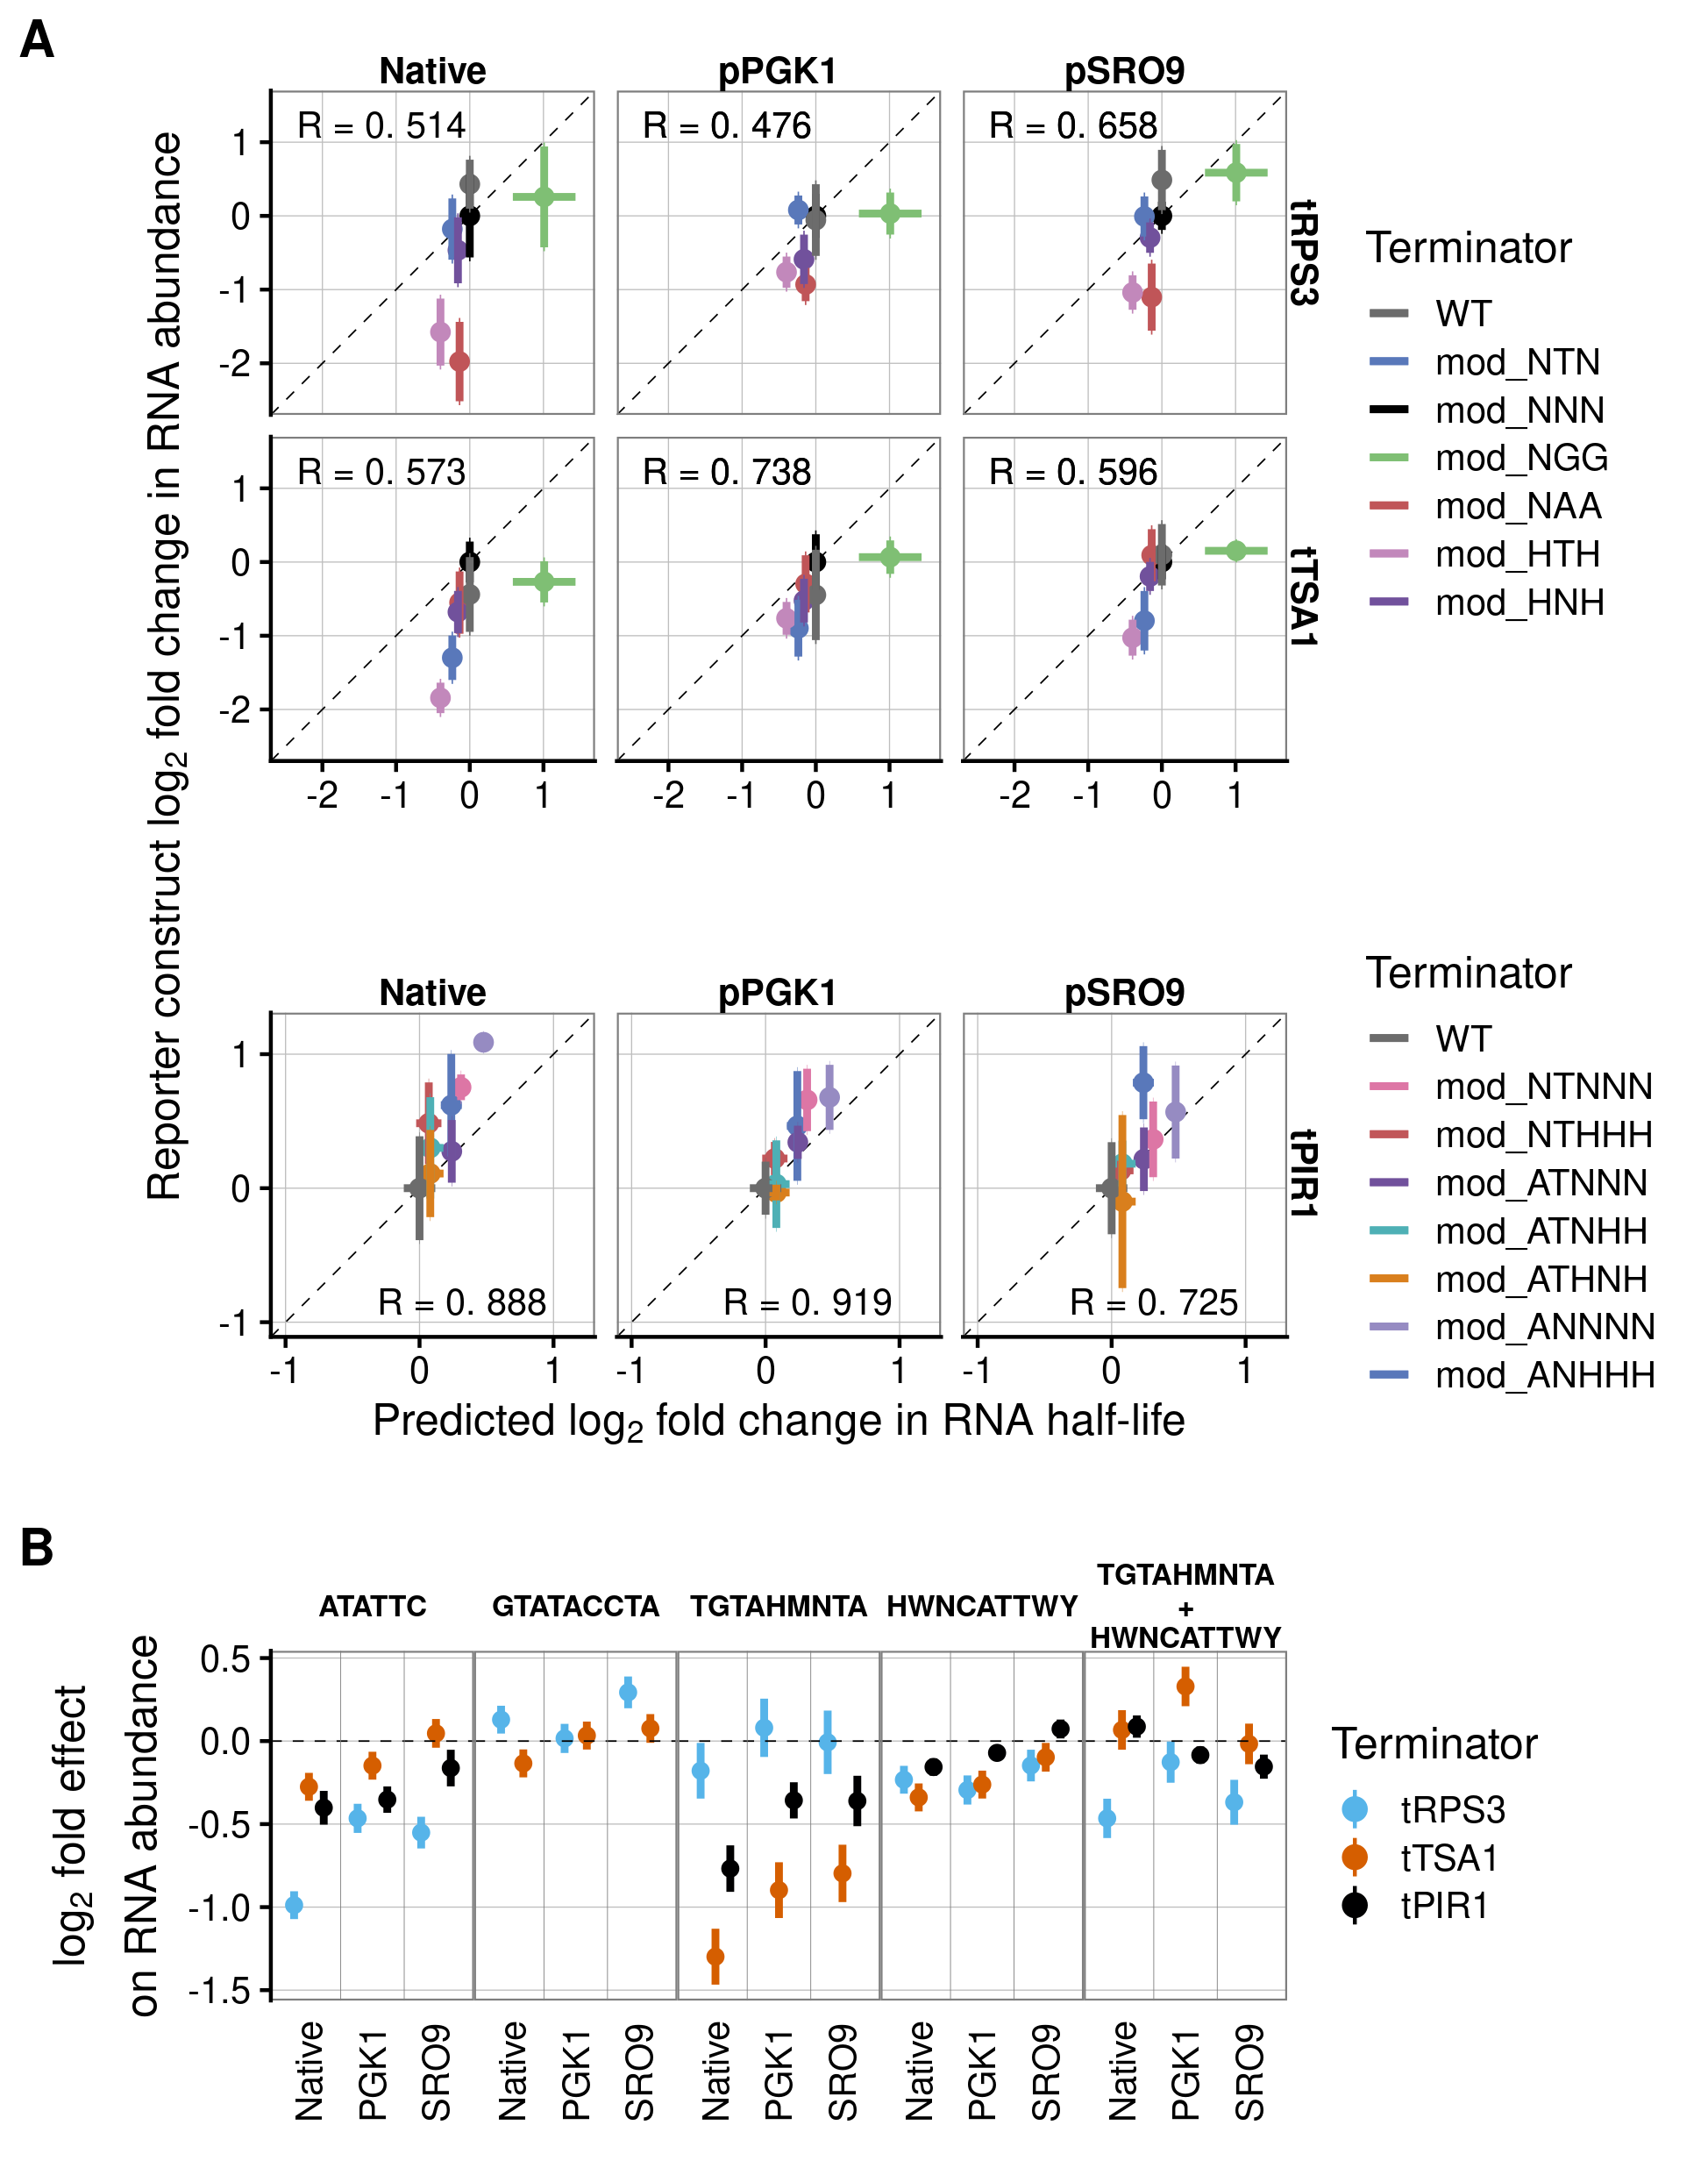 A
Native
pPGK1
pSRO9
Reporter construct log2 fold change in RNA abundance
R = 0. 514
R = 0. 476
R = 0. 658
1
0
-1
-2
tRPS3
R = 0. 573
R = 0. 738
R = 0. 596
1
0
-1
-2
tTSA1
-2 -1 0 1
-2 -1 0 1
-2 -1 0 1
Terminator
WT
mod_NTN
mod_NNN
mod_NGG
mod_NAA
mod_HTH
mod_HNH
Native
pPGK1
pSRO9
1
0
-1
R = 0. 888
R = 0. 919
R = 0. 725
tPIR1
-1 0 1
-1 0 1
-1 0 1
Predicted log2 fold change in RNA half-life
Terminator
WT
mod_NTNNN
mod_NTHHH
mod_ATNNN
mod_ATNHH
mod_ATHNH
mod_ANNNN
mod_ANHHH
B
log2 fold effect
on RNA abundance
ATATTC
GTATACCTA
TGTAHMNTA
HWNCATTWY
TGTAHMNTA
+
HWNCATTWY
0.5
0.0
-0.5
-1.0
-1.5
Native PGK1 SRO9
Native PGK1 SRO9
Native PGK1 SRO9
Native PGK1 SRO9
Native PGK1 SRO9
Terminator
tRPS3
tTSA1
tPIR1